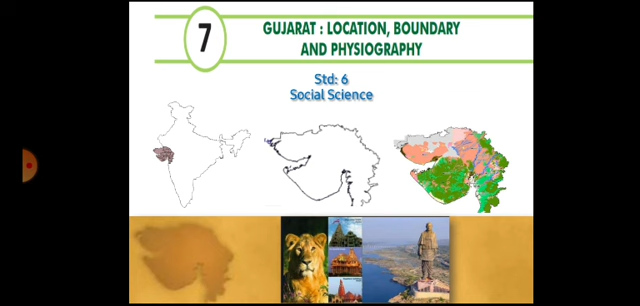 7
GUJARAT : LOCATION, BOUNDARY
AND PHYSIOGRAPHY
Std: 6
Social Science